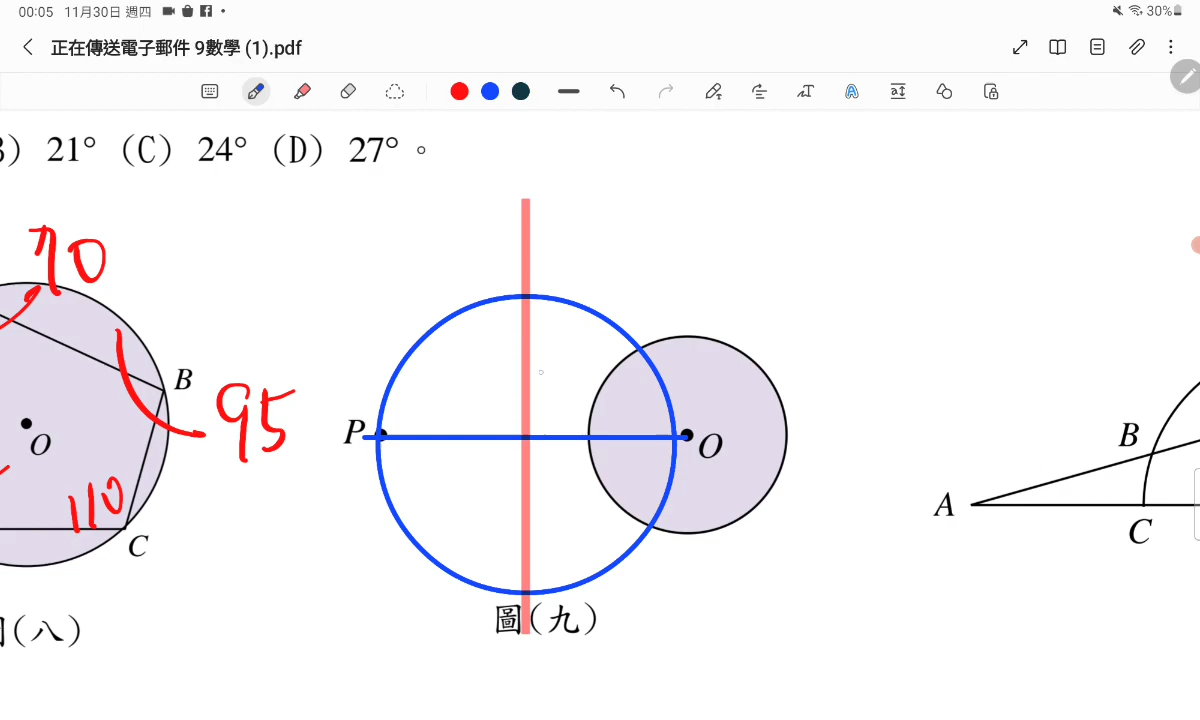 00:05 11月30日 週四 30%
正在傳送電子郵件 9數學 (1).pdf
) 21° (C) 24° (D) 27°。
70
B
95
O
110
C
(八)
P
O
圖(九)
B
A
C